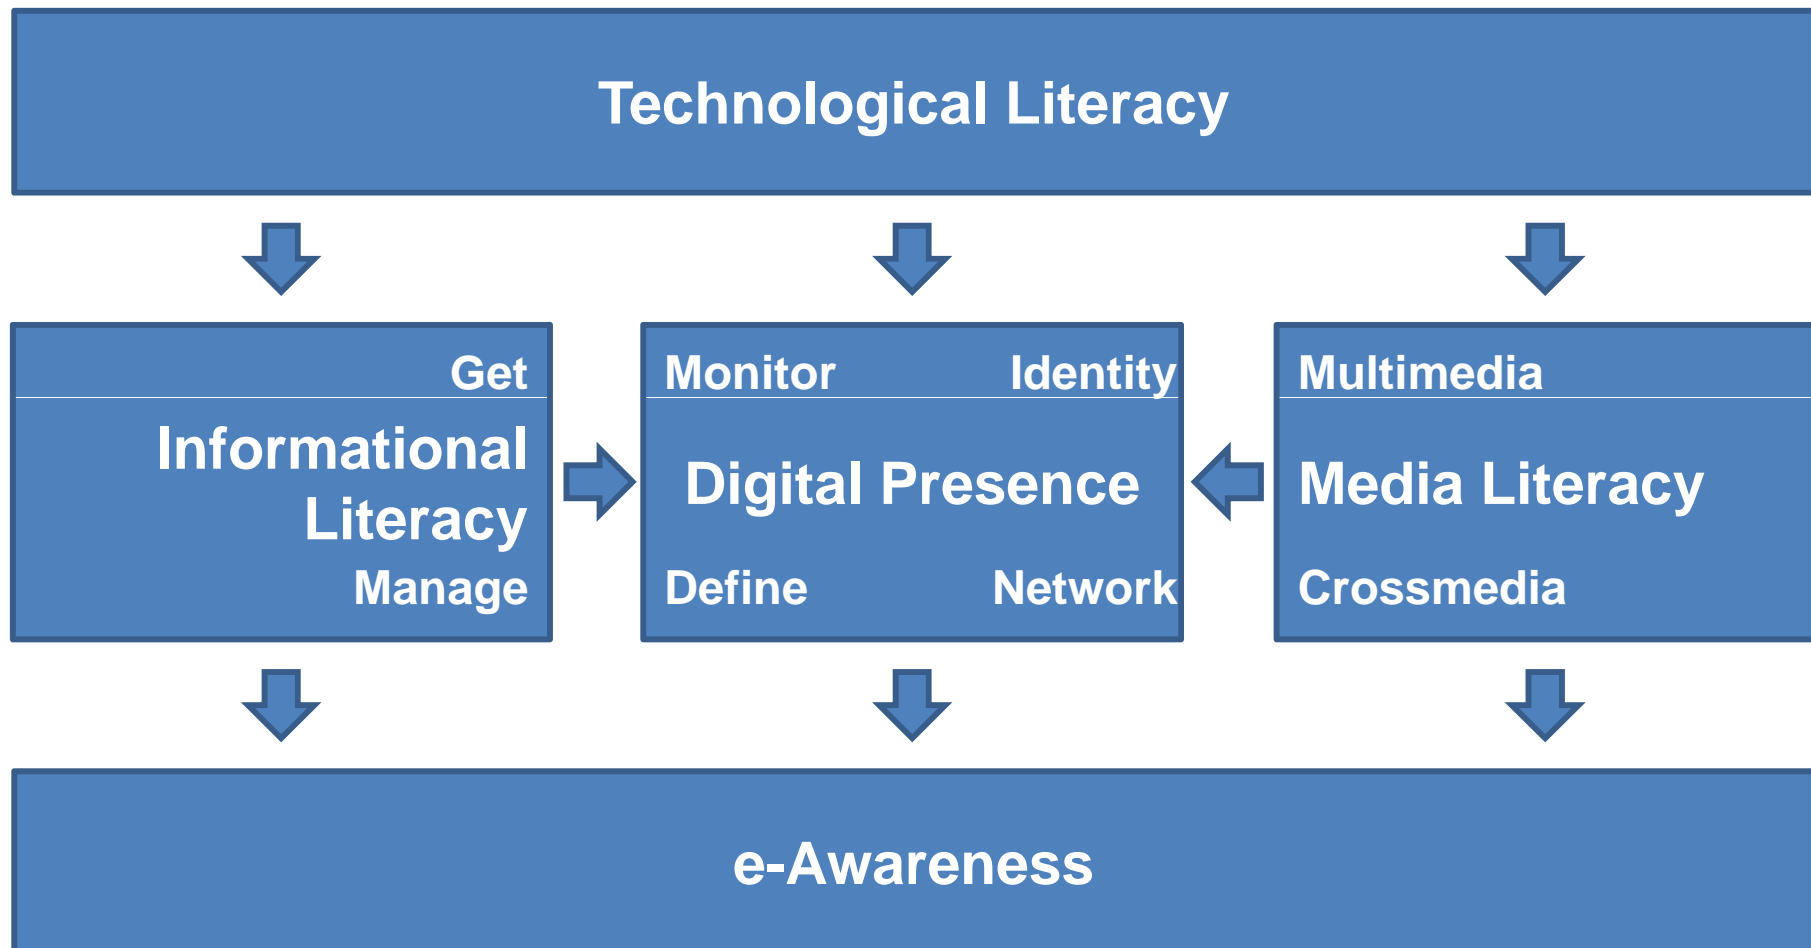 Technological Literacy
Get
Informational
Literacy
Manage
Monitor
Identity
Digital Presence
Define
Network
Multimedia
Media Literacy
Crossmedia
e-Awareness